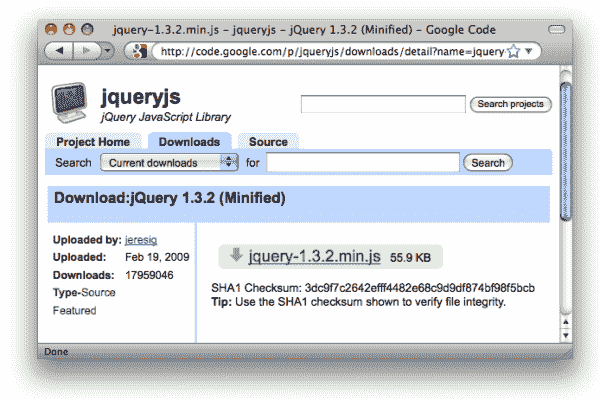 jquery-1.3.2.min.js - jqueryjs - jQuery 1.3.2 (Minified) - Google Code
http://code.google.com/p/jqueryjs/downloads/detail?name=jquery
jqueryjs
jQuery JavaScript Library
Search projects
Project Home Downloads Source
Search Current downloads for Search
Download:jQuery 1.3.2 (Minified)
Uploaded by: jeresig
Uploaded: Feb 19, 2009
Downloads: 17959046
Type-Source
Featured
jquery-1.3.2.min.js 55.9 KB
SHA1 Checksum: 3dc9f7c2642efff4482e68c9d9df874bf98f5bcb
Tip: Use the SHA1 checksum shown to verify file integrity.
Done